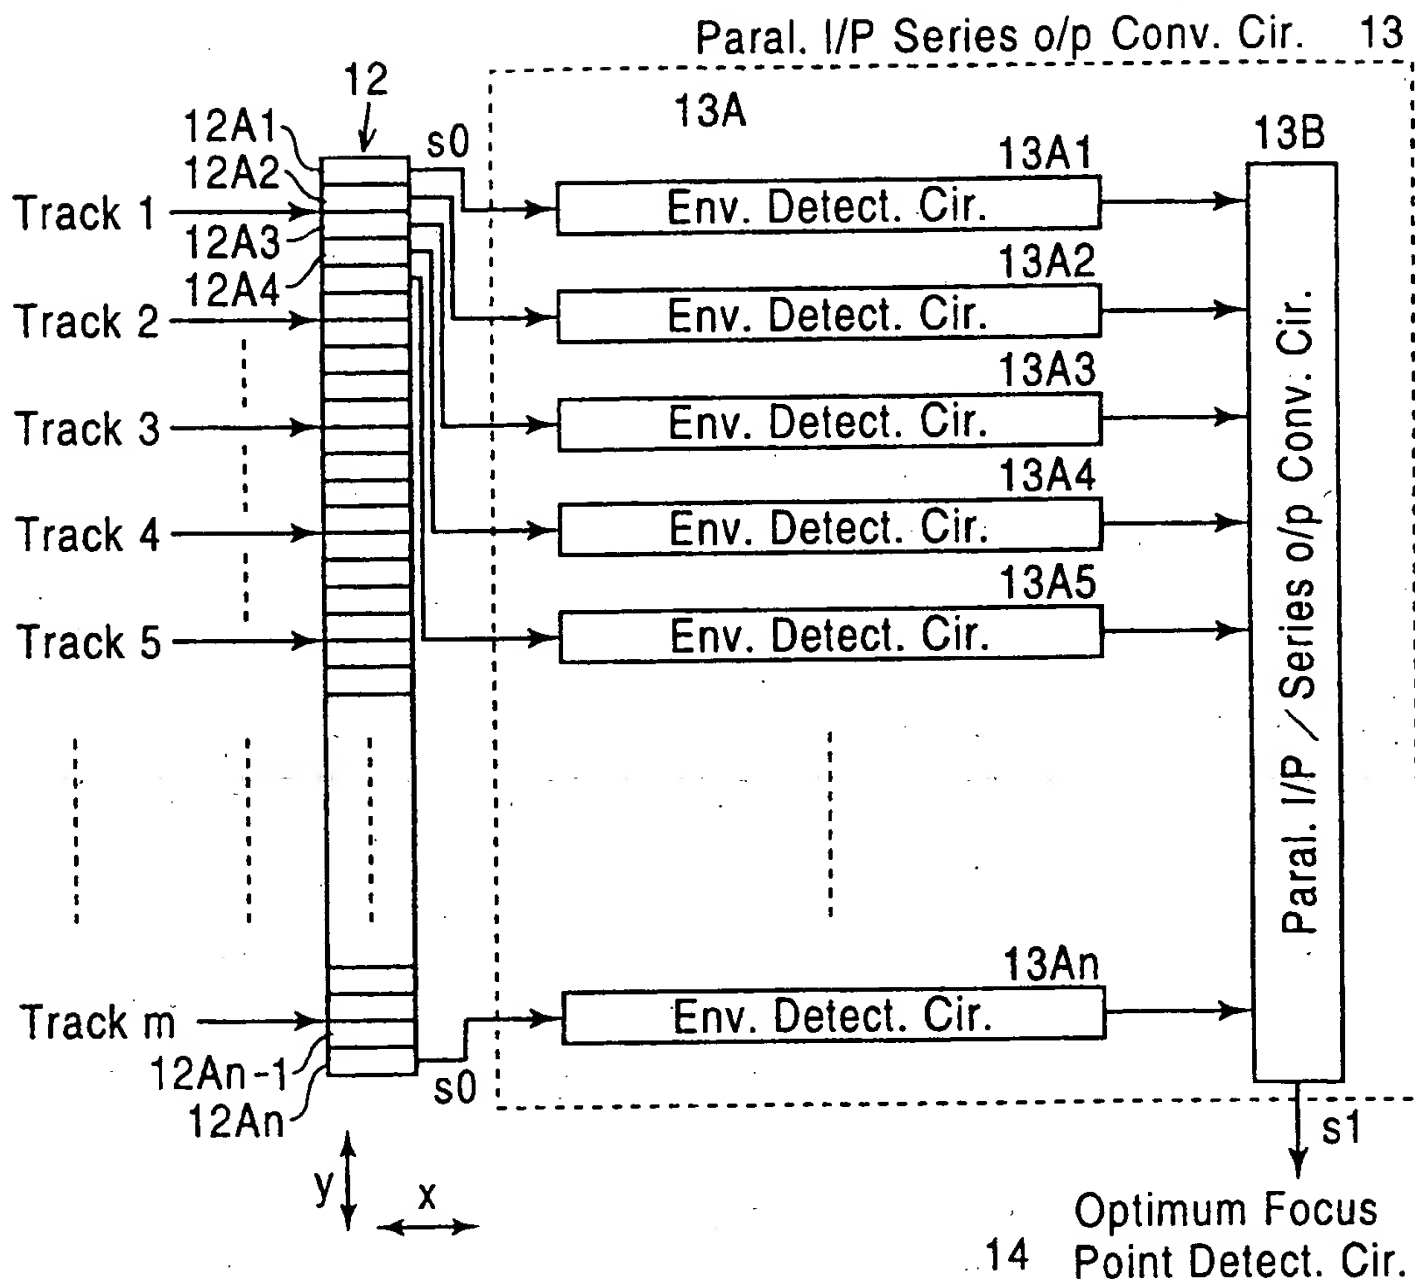 Paral. I/P Series o/p Conv. Cir. 13
12
13A
12A1
s0
13A1
13B
12A2
Env. Detect. Cir.
Track 1
12A3
13A2
12A4
Env. Detect. Cir.
Track 2
13A3
Env. Detect. Cir.
Track 3
13A4
Env. Detect. Cir.
Track 4
13A5
Env. Detect. Cir.
Track 5
Paral. I/P / Series o/p Conv. Cir.
13An
Env. Detect. Cir.
Track m
12An-1
s0
12An
s1
y
x
Optimum Focus
14 Point Detect. Cir.